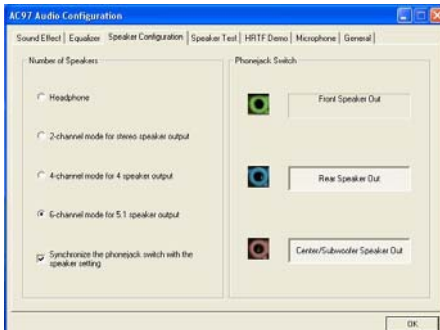 AC97 Audio Configuration
Sound Effect | Equalizer | Speaker Configuration | Speaker Test | HRTF Demo | Microphone | General
Number of Speakers
Headphone
2-channel mode for stereo speaker output
4-channel mode for 4 speaker output
6-channel mode for 5.1 speaker output
Synchronize the phonejack switch with the
speaker setting
Phonejack Switch
Front Speaker Out
Rear Speaker Out
Center/Subwoofer Speaker Out
OK